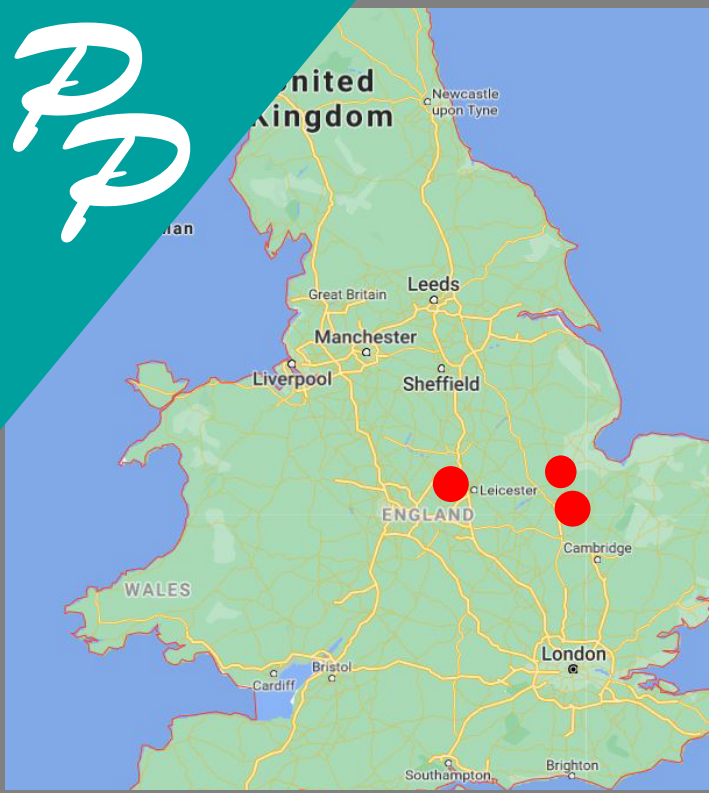 P
P
United
Kingdom
Newcastle
upon Tyne
Leeds
Great Britain
Manchester
Liverpool
Sheffield
Leicester
ENGLAND
Cambridge
WALES
London
Bristol
Cardiff
Southampton
Brighton